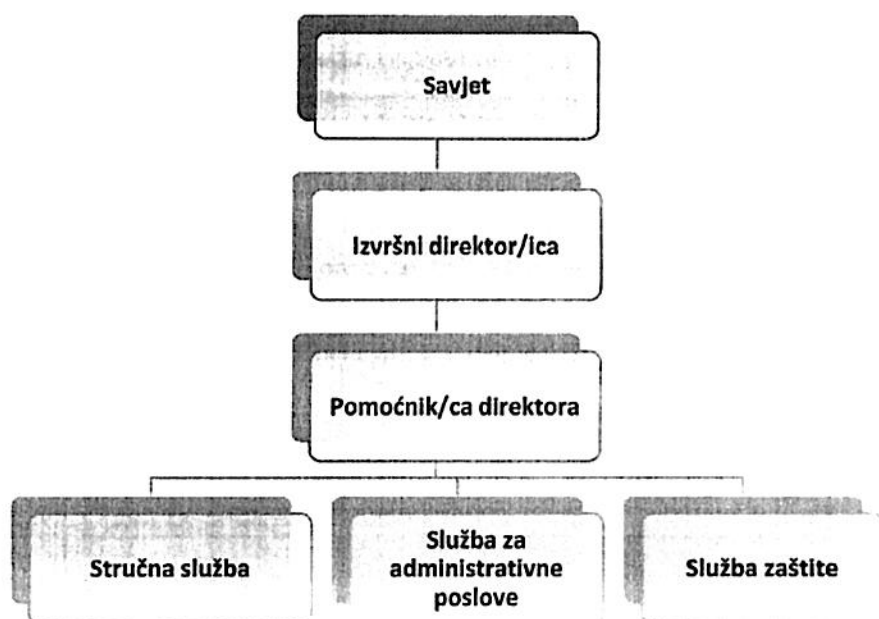 Savjet
Izvršni direktor/ica
Pomoćnik/ca direktora
Stručna služba
Služba za
administrativne
poslove
Služba zaštite